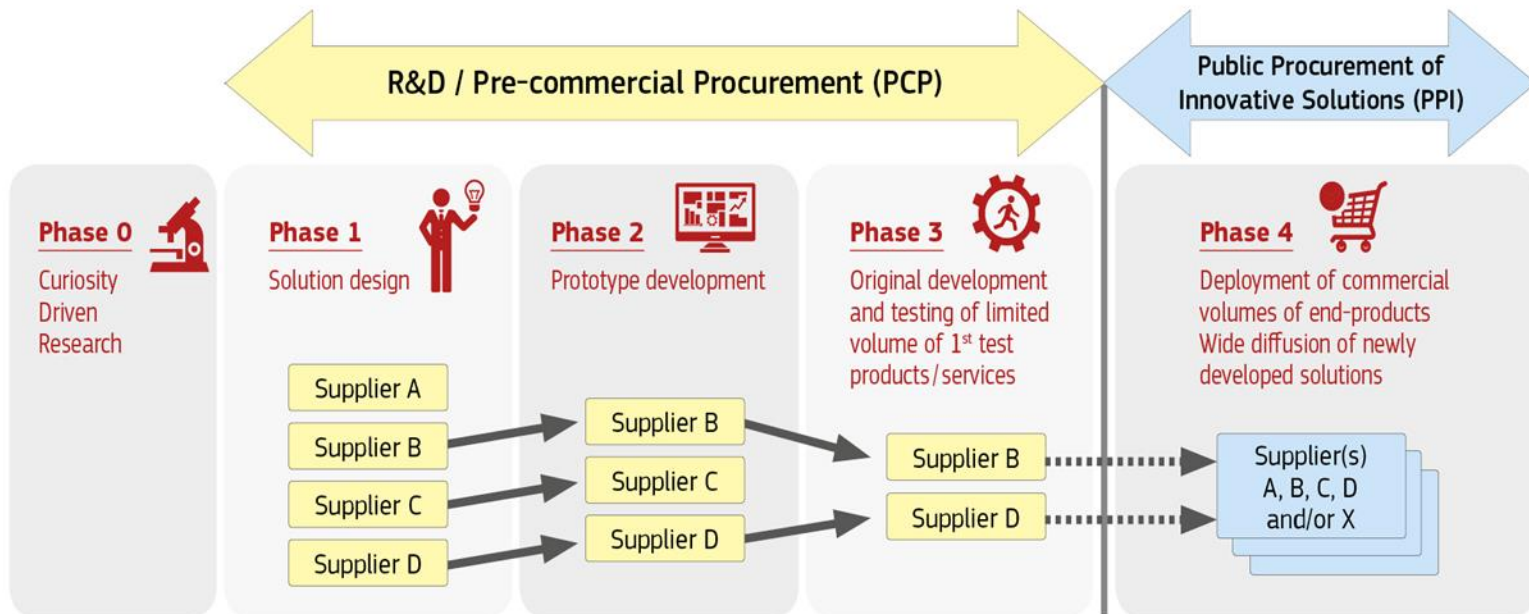 R&D / Pre-commercial Procurement (PCP)
Public Procurement of
Innovative Solutions (PPI)
Phase 0
Curiosity
Driven
Research
Phase 1
Solution design
Supplier A
Supplier B
Supplier C
Supplier D
Phase 2
Prototype development
Supplier B
Supplier C
Supplier D
Phase 3
Original development
and testing of limited
volume of 1st test
products/services
Supplier B
Supplier D
Phase 4
Deployment of commercial
volumes of end-products
Wide diffusion of newly
developed solutions
Supplier(s)
A, B, C, D
and/or X